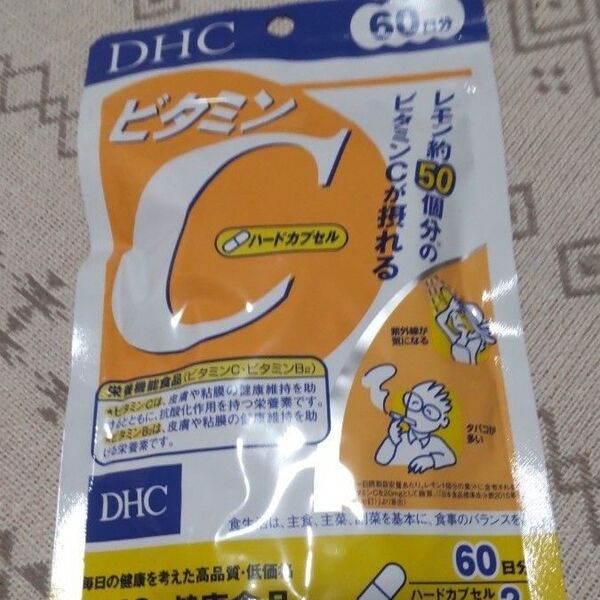 DHC
60日分
ビタミン
C
レモン約50個分の
ビタミンCが摂れる
ハードカプセル
紫外線が
気になる
タバコが
多い
栄養機能食品(ビタミンC・ビタミンB2)
★ビタミンCは、皮膚や粘膜の健康維持を助
けるとともに、抗酸化作用を持つ栄養素です。
ビタミンB2は、皮膚や粘膜の健康維持を助
ける栄養素です。
DHC
食生活は、主食、主菜、副菜を基本に、食事のバランスを
毎日の健康を考えた高品質・低価格
60日分
ハードカプセル